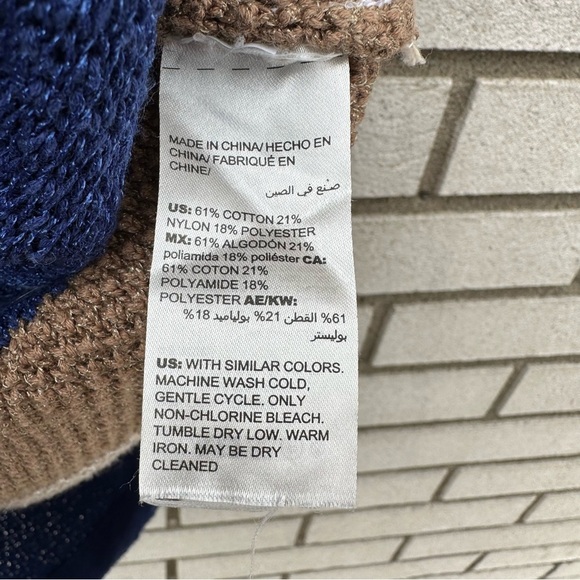 MADE IN CHINA/ HECHO EN
CHINA/ FABRIQUÉ EN
CHINE/
صنع في الصين
US: 61% COTTON 21%
NYLON 18% POLYESTER
MX: 61% ALGODÓN 21%
poliamida 18% poliéster CA:
61% COTON 21%
POLYAMIDE 18%
POLYESTER AE/KW:
61% القطن 21% بولياميد 18%
بوليستر
US: WITH SIMILAR COLORS.
MACHINE WASH COLD,
GENTLE CYCLE. ONLY
NON-CHLORINE BLEACH.
TUMBLE DRY LOW. WARM
IRON. MAY BE DRY
CLEANED